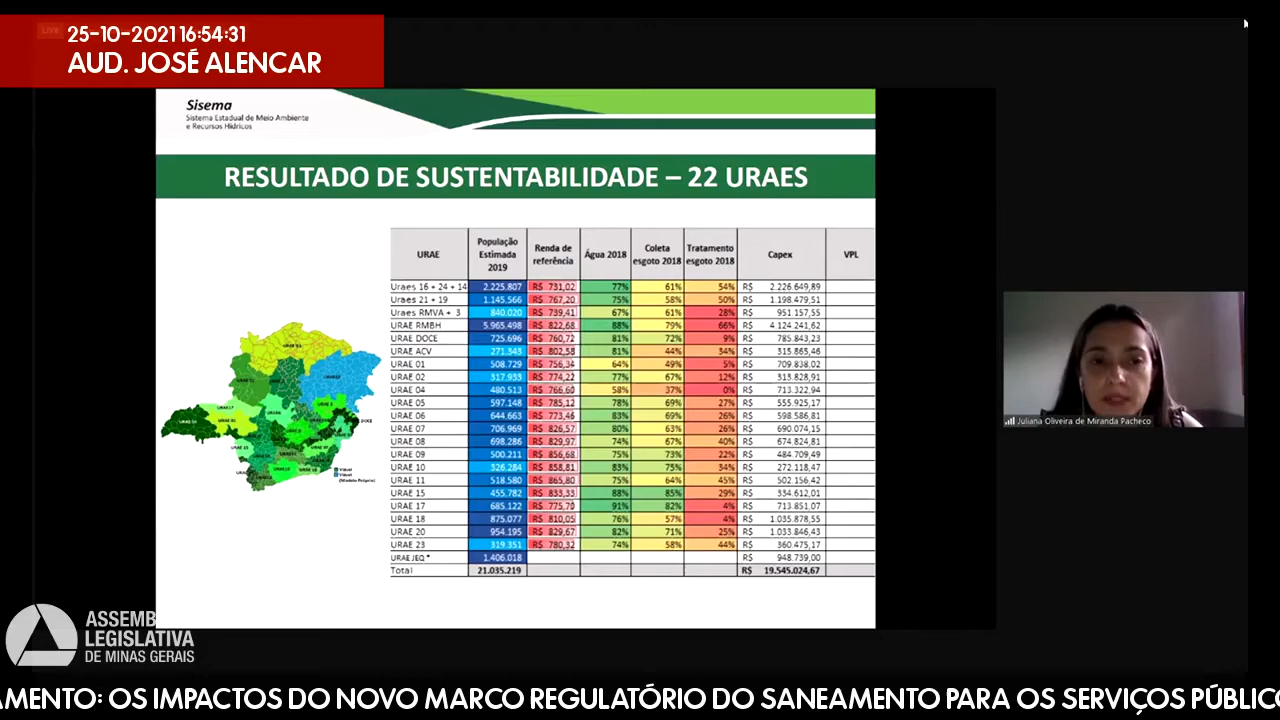 LIVE
25-10-2021 16:54:31
AUD. JOSÉ ALENCAR
Sisema
Sistema Estadual de Meio Ambiente
e Recursos Hídricos
RESULTADO DE SUSTENTABILIDADE – 22 URAES
URAE População Estimada 2019 Renda de referência Água 2018 Coleta esgoto 2018 Tratamento esgoto 2018 Capex VPL
Uraes 16 + 24 + 14 2.225.807 R$ 731,02 77% 61% 54% R$ 2.226.649,89
Uraes 21 + 19 1.145.566 R$ 767,20 75% 58% 50% R$ 1.198.479,51
Uraes RMVA + 3 840.020 R$ 739,41 67% 61% 28% R$ 951.157,55
URAE RMBH 5.965.498 R$ 822,68 88% 79% 66% R$ 4.124.241,62
URAE DOCE 725.696 R$ 760,72 81% 72% 9% R$ 785.843,23
URAE ACV 271.343 R$ 802,58 81% 44% 34% R$ 315.865,46
URAE 01 508.729 R$ 756,34 64% 49% 5% R$ 709.838,02
URAE 02 317.933 R$ 774,22 77% 67% 12% R$ 313.828,91
URAE 04 480.513 R$ 766,60 58% 37% 0% R$ 713.322,94
URAE 05 597.148 R$ 785,12 78% 69% 27% R$ 555.925,17
URAE 06 644.663 R$ 773,46 83% 69% 26% R$ 598.586,81
URAE 07 706.969 R$ 826,57 80% 63% 26% R$ 690.074,15
URAE 08 698.286 R$ 829,97 74% 67% 40% R$ 674.824,81
URAE 09 500.211 R$ 856,68 75% 73% 22% R$ 484.709,49
URAE 10 326.284 R$ 858,81 83% 75% 34% R$ 272.118,47
URAE 11 518.580 R$ 865,80 75% 64% 45% R$ 502.156,42
URAE 15 455.782 R$ 833,33 88% 85% 29% R$ 334.612,01
URAE 17 685.122 R$ 775,70 91% 82% 4% R$ 713.851,07
URAE 18 875.077 R$ 810,05 76% 57% 4% R$ 1.035.878,55
URAE 20 954.195 R$ 829,67 82% 71% 25% R$ 1.033.846,43
URAE 23 319.351 R$ 780,32 74% 58% 44% R$ 360.475,17
URAE JEQ * 1.406.018 R$ 948.739,00
Total 21.035.219 R$ 19.545.024,67
Viável
Viável
(Modelo Próprio)
Juliana Oliveira de Miranda Pacheco
ASSEMB
LEGISLATIVA
DE MINAS GERAIS
AMENTO: OS IMPACTOS DO NOVO MARCO REGULATÓRIO DO SANEAMENTO PARA OS SERVIÇOS PÚBLIC